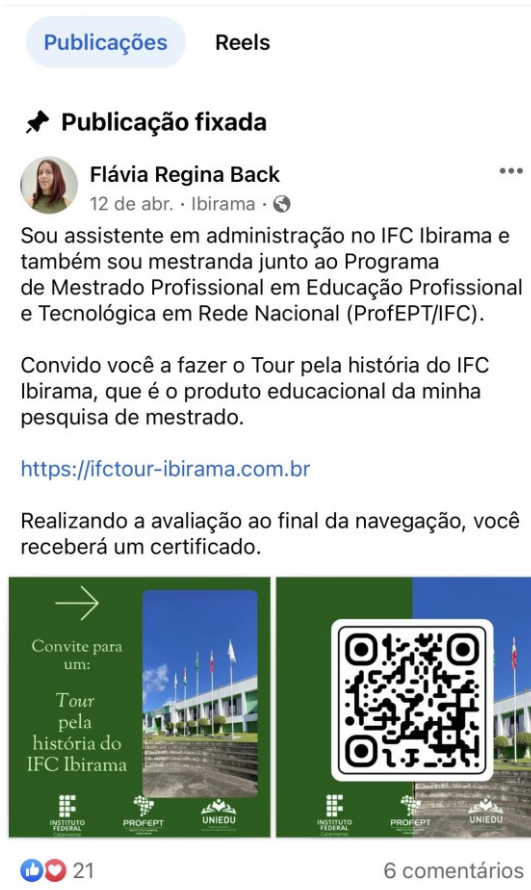 Publicações Reels
Publicação fixada
Flávia Regina Back
12 de abr. · Ibirama ·
Sou assistente em administração no IFC Ibirama e
também sou mestranda junto ao Programa
de Mestrado Profissional em Educação Profissional
e Tecnológica em Rede Nacional (ProfEPT/IFC).
Convido você a fazer o Tour pela história do IFC
Ibirama, que é o produto educacional da minha
pesquisa de mestrado.
https://ifctour-ibirama.com.br
Realizando a avaliação ao final da navegação, você
receberá um certificado.
Convite para
um:
Tour
pela
história do
IFC Ibirama
INSTITUTO
FEDERAL
Catarinense
PROFEPT
UNIEDU
INSTITUTO
FEDERAL
Catarinense
PROFEPT
UNIEDU
21
6 comentários